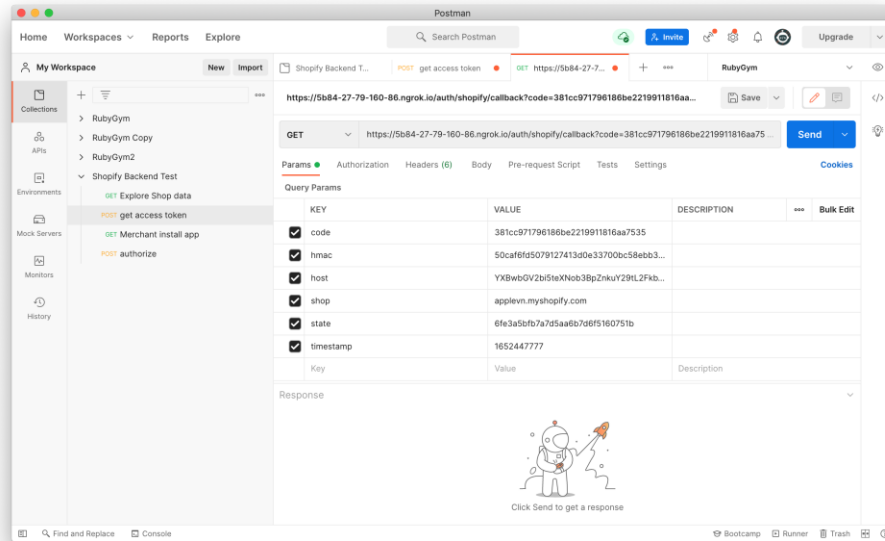 Postman
Home Workspaces Reports Explore Search Postman Invite Upgrade
My Workspace New Import Shopify Backend T... POST get access token GET https://5b84-27-7... RubyGym
Collections
APIs
Environments
Mock Servers
Monitors
History
RubyGym
RubyGym Copy
RubyGym2
Shopify Backend Test
GET Explore Shop data
POST get access token
GET Merchant install app
POST authorize
https://5b84-27-79-160-86.ngrok.io/auth/shopify/callback?code=381cc971796186be2219911816aa... Save
GET https://5b84-27-79-160-86.ngrok.io/auth/shopify/callback?code=381cc971796186be2219911816aa75 ... Send
Params Authorization Headers (6) Body Pre-request Script Tests Settings Cookies
Query Params
KEY VALUE DESCRIPTION Bulk Edit
code 381cc971796186be2219911816aa7535
hmac 50caf6fd5079127413d0e33700bc58ebb3...
host YXBwbGV2bi5teXNob3BpZnkuY29tL2Fkb...
shop applevn.myshopify.com
state 6fe3a5bfb7a7d5aa6b7d6f5160751b
timestamp 1652447777
Key Value Description
Response
Click Send to get a response
Find and Replace Console Bootcamp Runner Trash